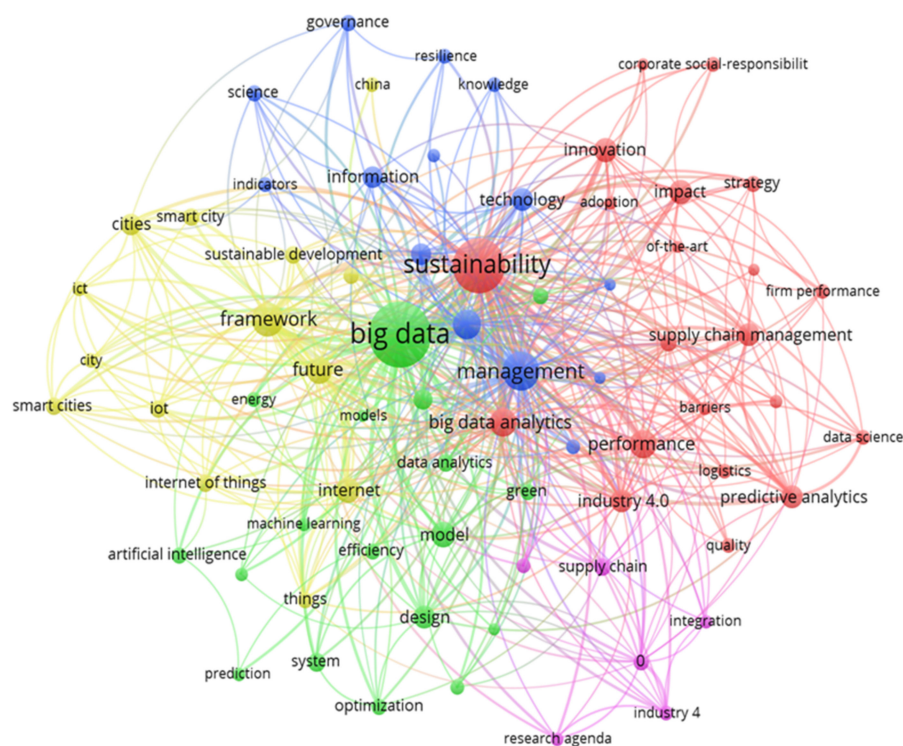 governance
resilience
corporate social-responsibilit
china
knowledge
science
innovation
information
indicators
technology
adoption
impact
strategy
cities
smart city
of-the-art
sustainable development
sustainability
ict
firm performance
framework
big data
supply chain management
city
future
management
smart cities
iot
energy
models
big data analytics
barriers
data science
performance
data analytics
logistics
internet of things
internet
green
industry 4.0
predictive analytics
machine learning
model
artificial intelligence
efficiency
quality
supply chain
things
design
integration
prediction
system
0
optimization
industry 4
research agenda